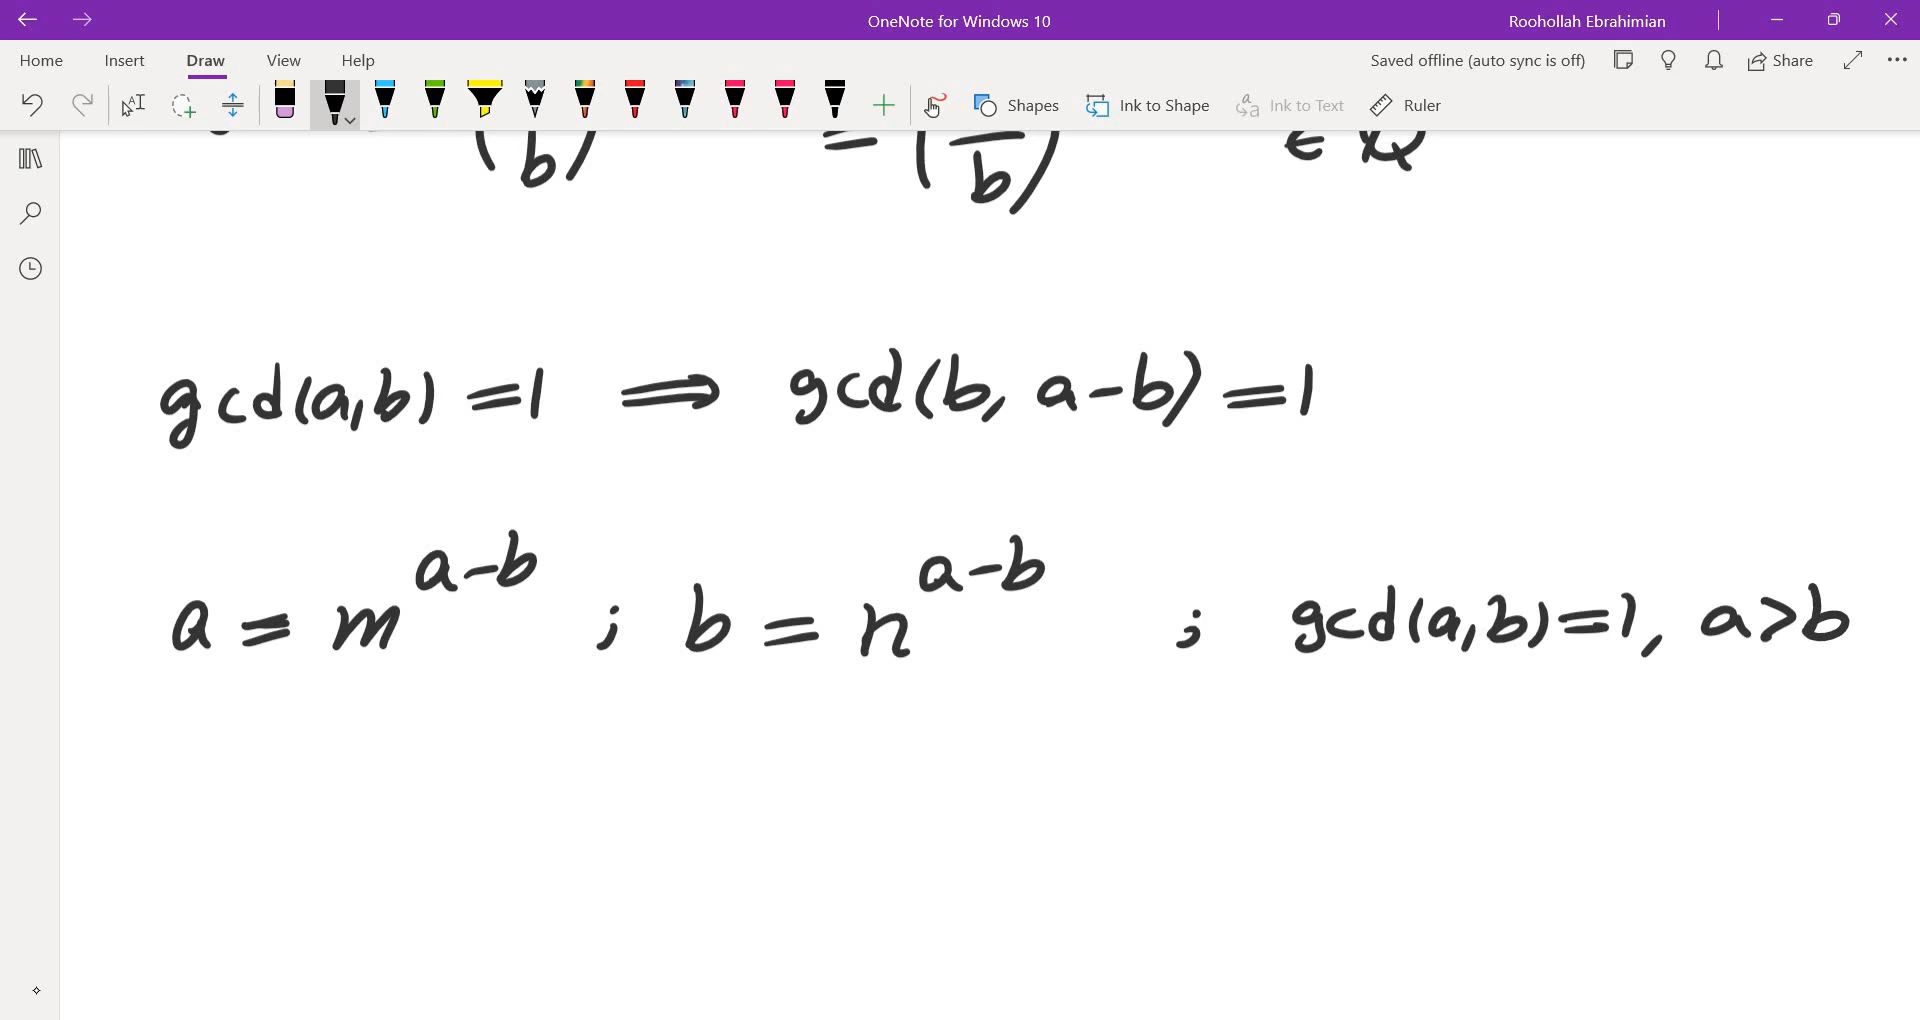 OneNote for Windows 10 Roohollah Ebrahimian
Home Insert Draw View Help Saved offline (auto sync is off) Share
Shapes Ink to Shape Ink to Text Ruler
( b ) = ( b ) ∈ Q
gcd(a,b) = 1 ⟹ gcd(b, a-b) = 1
a = m^(a-b) ; b = n^(a-b) ; gcd(a,b)=1, a>b